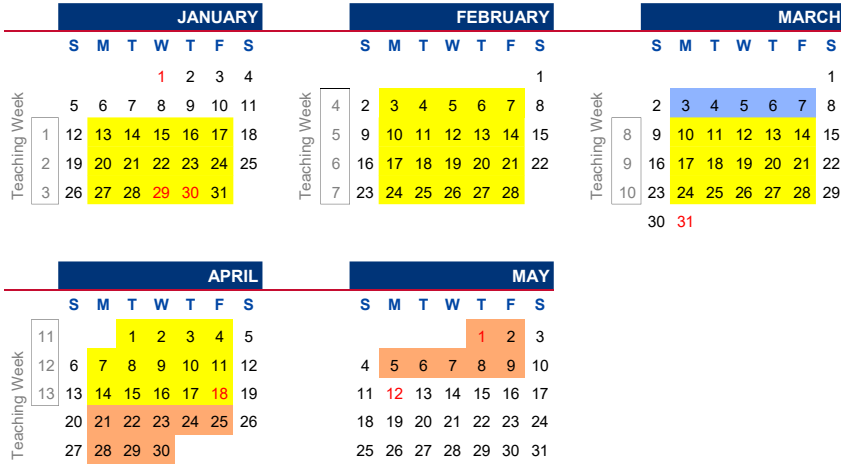 JANUARY
S M T W T F S
1 2 3 4
5 6 7 8 9 10 11
1 12 13 14 15 16 17 18
2 19 20 21 22 23 24 25
3 26 27 28 29 30 31
Teaching Week
FEBRUARY
S M T W T F S
1
4 2 3 4 5 6 7 8
5 9 10 11 12 13 14 15
6 16 17 18 19 20 21 22
7 23 24 25 26 27 28
Teaching Week
MARCH
S M T W T F S
1
2 3 4 5 6 7 8
8 9 10 11 12 13 14 15
9 16 17 18 19 20 21 22
10 23 24 25 26 27 28 29
30 31
Teaching Week
APRIL
S M T W T F S
11 1 2 3 4 5
12 6 7 8 9 10 11 12
13 13 14 15 16 17 18 19
20 21 22 23 24 25 26
27 28 29 30
Teaching Week
MAY
S M T W T F S
1 2 3
4 5 6 7 8 9 10
11 12 13 14 15 16 17
18 19 20 21 22 23 24
25 26 27 28 29 30 31